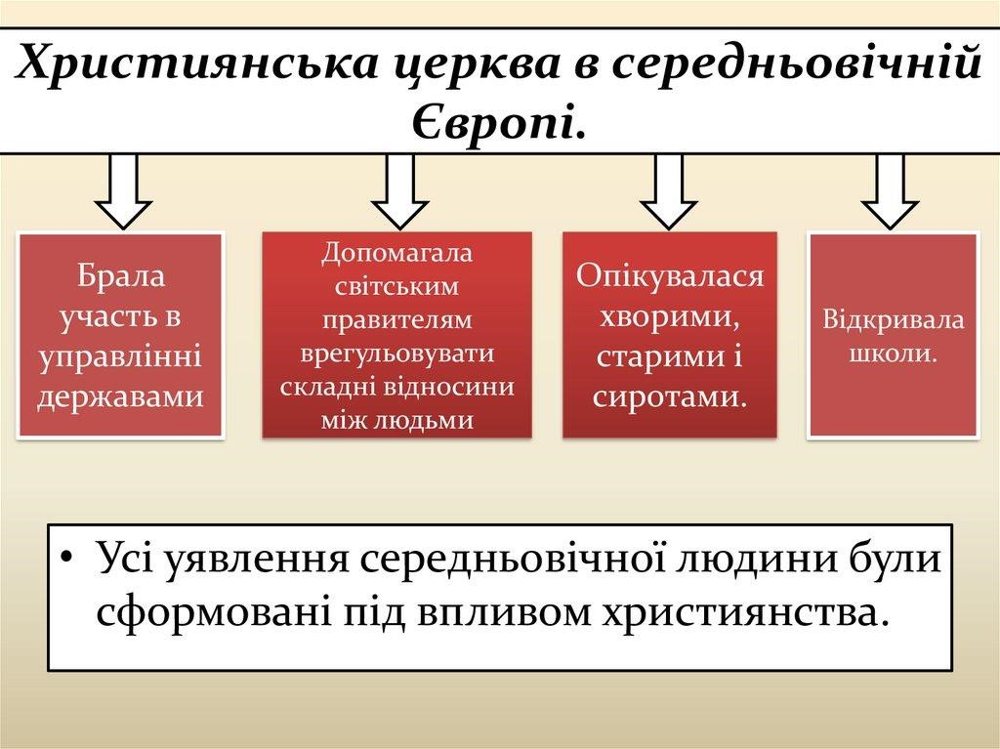 Християнська церква в середньовічній
Європі.
Брала
участь в
управлінні
державами
Допомагала
світським
правителям
врегульовувати
складні відносини
між людьми
Опікувалася
хворими,
старими і
сиротами.
Відкривала
школи.
• Усі уявлення середньовічної людини були
сформовані під впливом християнства.